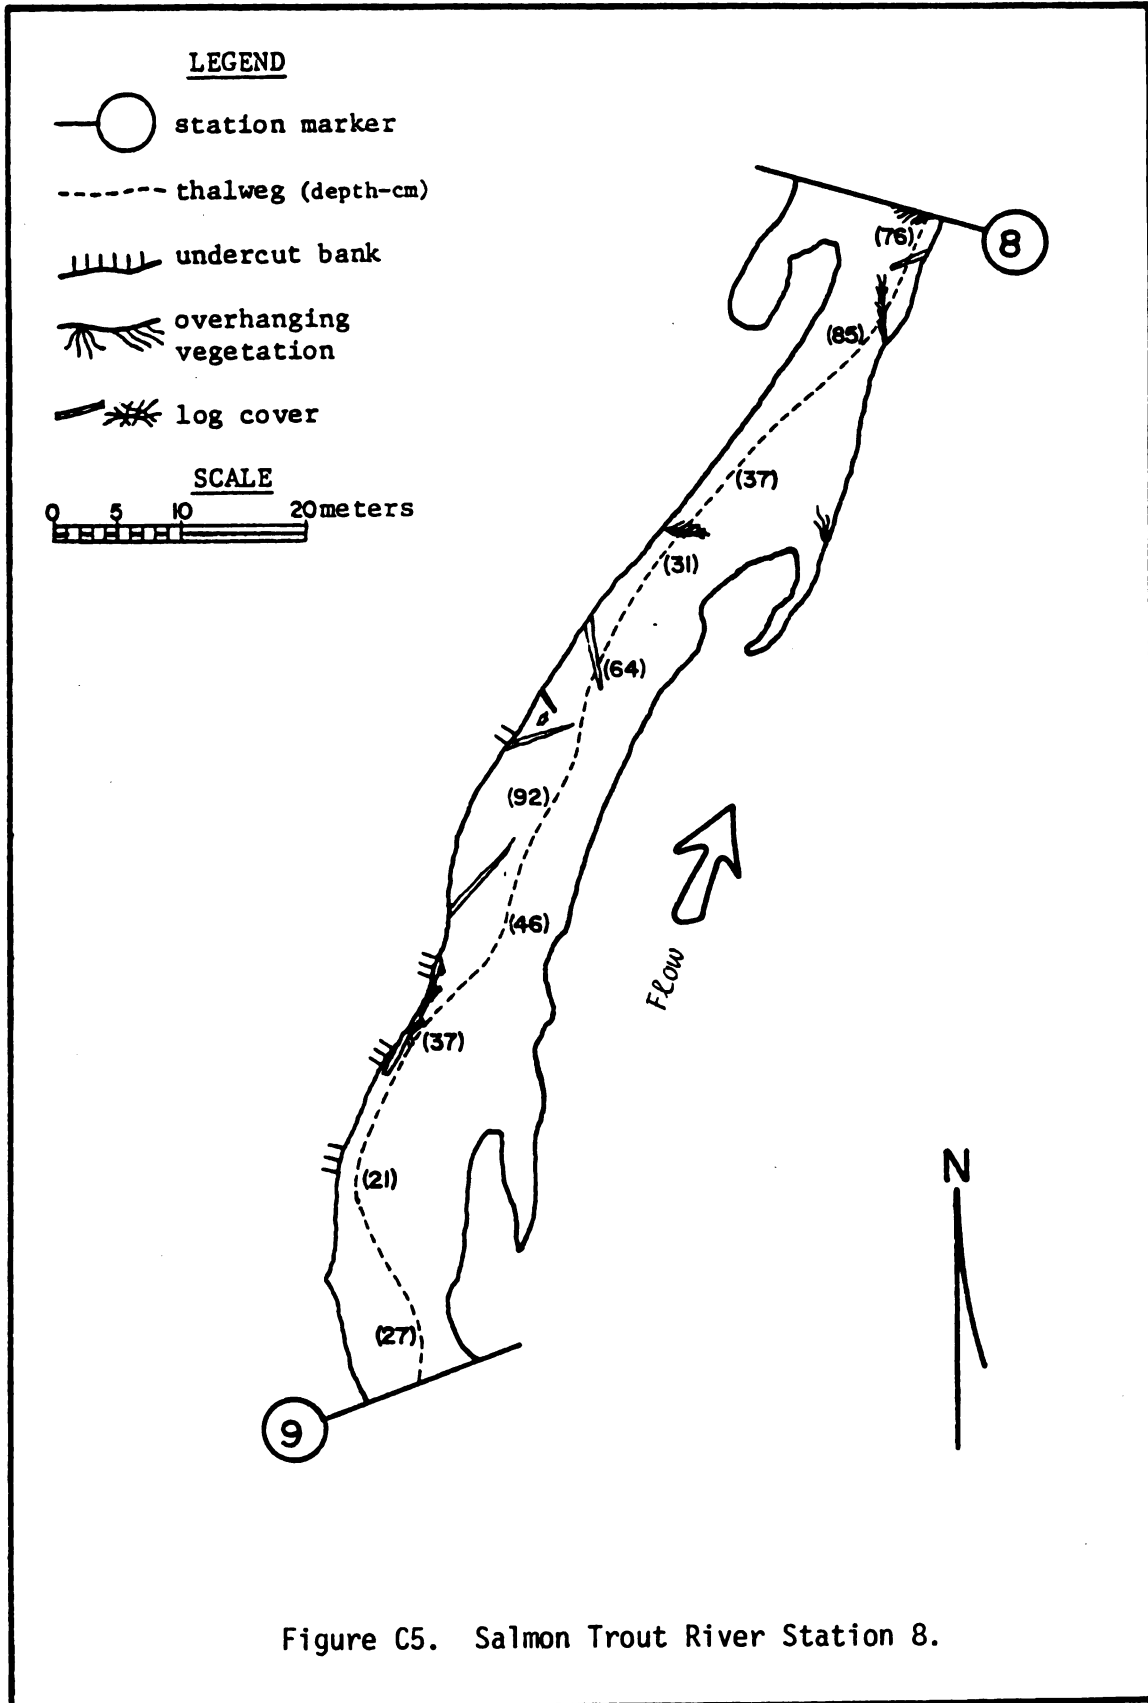 LEGEND
station marker
thalweg (depth-cm)
undercut bank
overhanging
vegetation
log cover
SCALE
0 5 10 20 meters
8
(76)
(85)
(37)
(31)
(64)
(92)
(46)
Flow
(37)
(21)
N
(27)
9
Figure C5. Salmon Trout River Station 8.